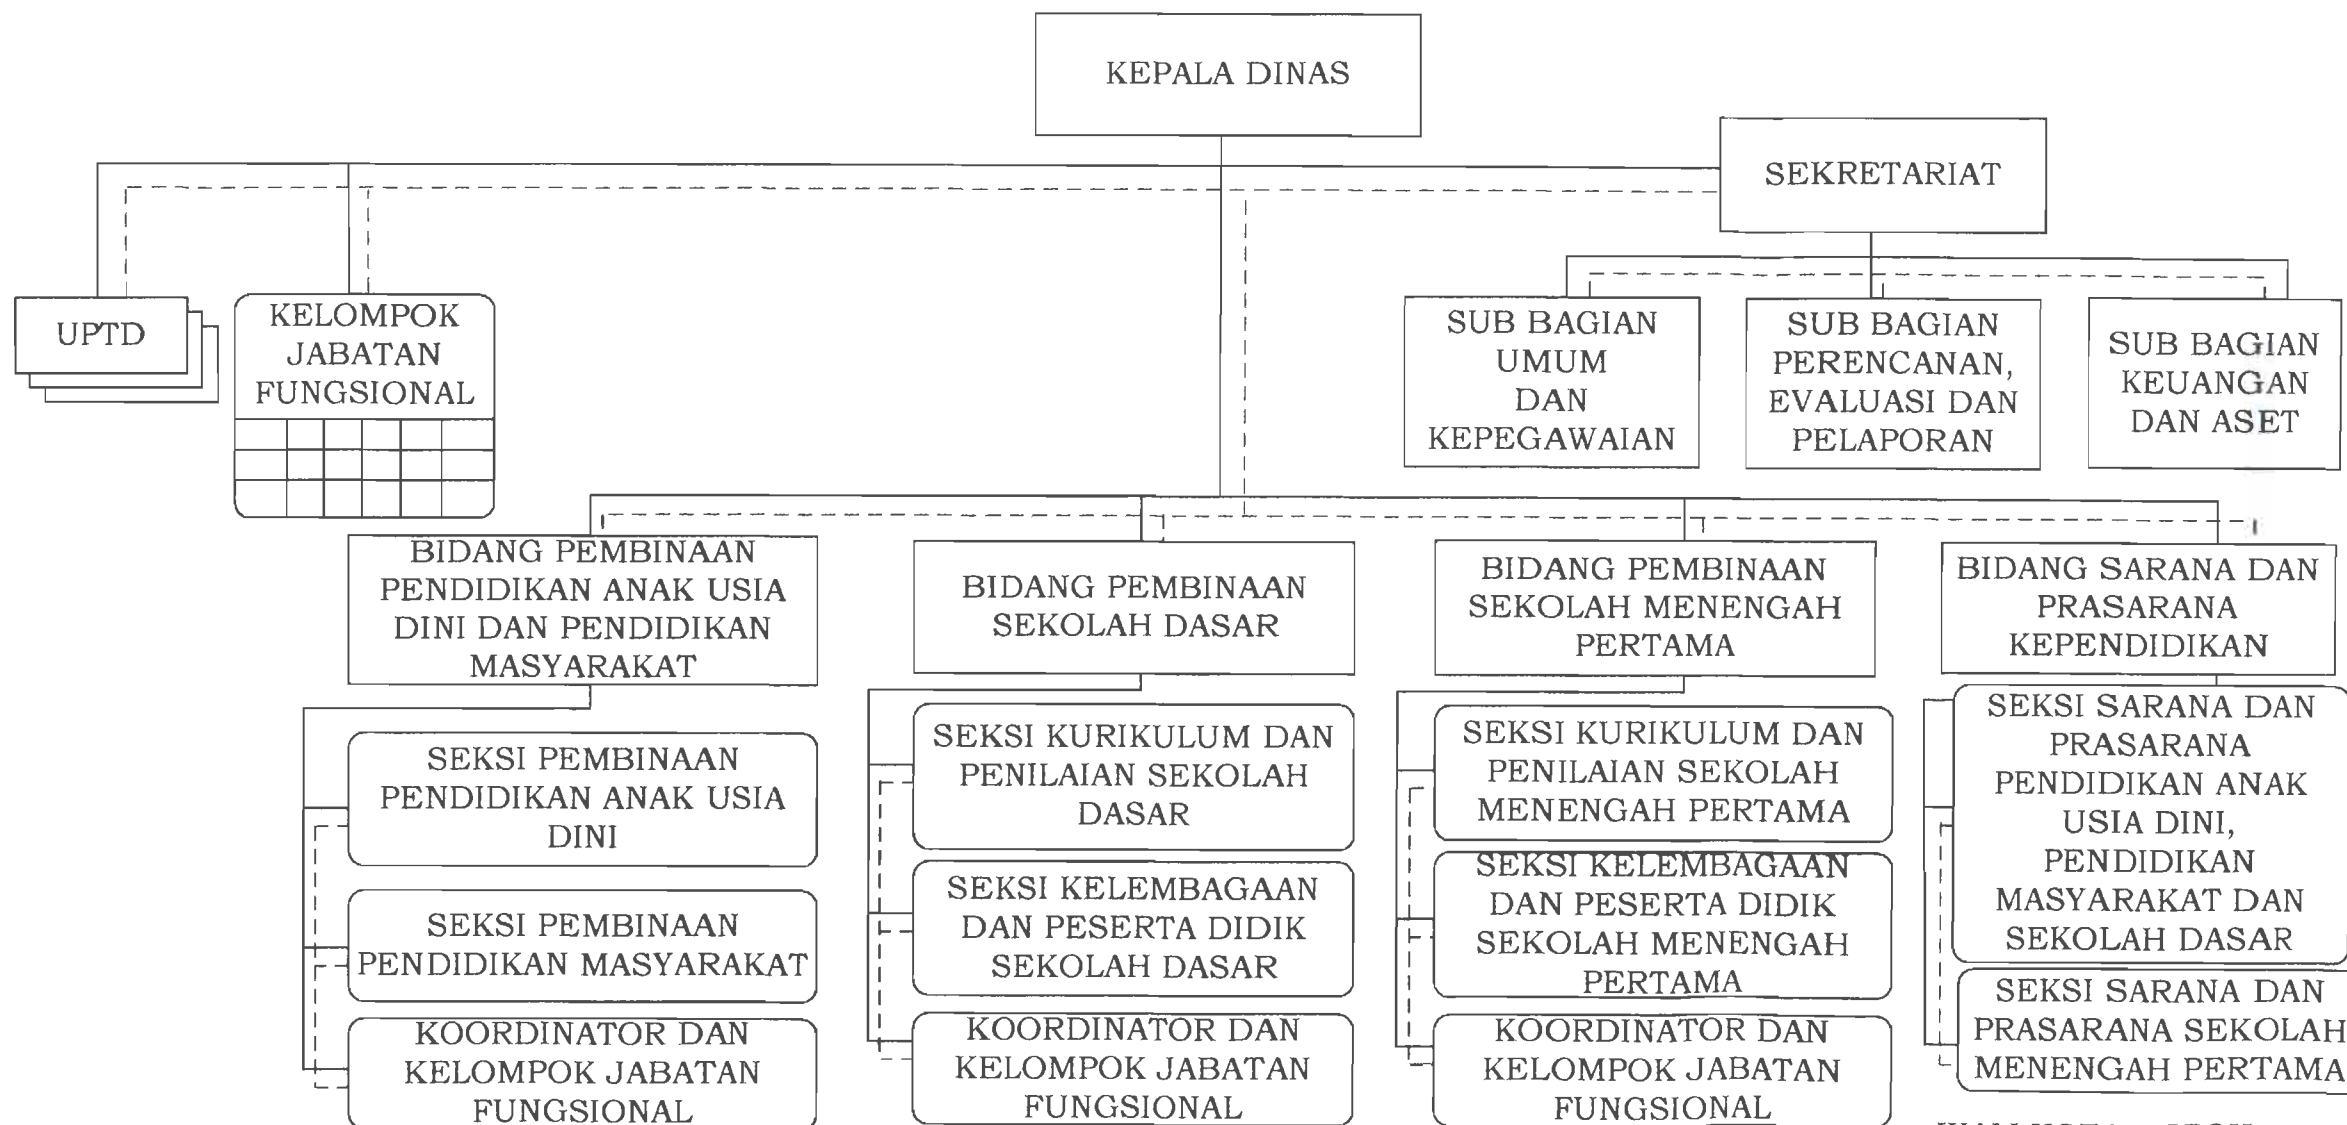 KEPALA DINAS
SEKRETARIAT
UPTD
KELOMPOK
JABATAN
FUNGSIONAL
SUB BAGIAN
UMUM
DAN
KEPEGAWAIAN
SUB BAGIAN
PERENCANAN,
EVALUASI DAN
PELAPORAN
SUB BAGIAN
KEUANGAN
DAN ASET
BIDANG PEMBINAAN
PENDIDIKAN ANAK USIA
DINI DAN PENDIDIKAN
MASYARAKAT
BIDANG PEMBINAAN
SEKOLAH DASAR
BIDANG PEMBINAAN
SEKOLAH MENENGAH
PERTAMA
BIDANG SARANA DAN
PRASARANA
KEPENDIDIKAN
SEKSI PEMBINAAN
PENDIDIKAN ANAK USIA
DINI
SEKSI PEMBINAAN
PENDIDIKAN MASYARAKAT
KOORDINATOR DAN
KELOMPOK JABATAN
FUNGSIONAL
SEKSI KURIKULUM DAN
PENILAIAN SEKOLAH
DASAR
SEKSI KELEMBAGAAN
DAN PESERTA DIDIK
SEKOLAH DASAR
KOORDINATOR DAN
KELOMPOK JABATAN
FUNGSIONAL
SEKSI KURIKULUM DAN
PENILAIAN SEKOLAH
MENENGAH PERTAMA
SEKSI KELEMBAGAAN
DAN PESERTA DIDIK
SEKOLAH MENENGAH
PERTAMA
KOORDINATOR DAN
KELOMPOK JABATAN
FUNGSIONAL
SEKSI SARANA DAN
PRASARANA
PENDIDIKAN ANAK
USIA DINI,
PENDIDIKAN
MASYARAKAT DAN
SEKOLAH DASAR
SEKSI SARANA DAN
PRASARANA SEKOLAH
MENENGAH PERTAMA